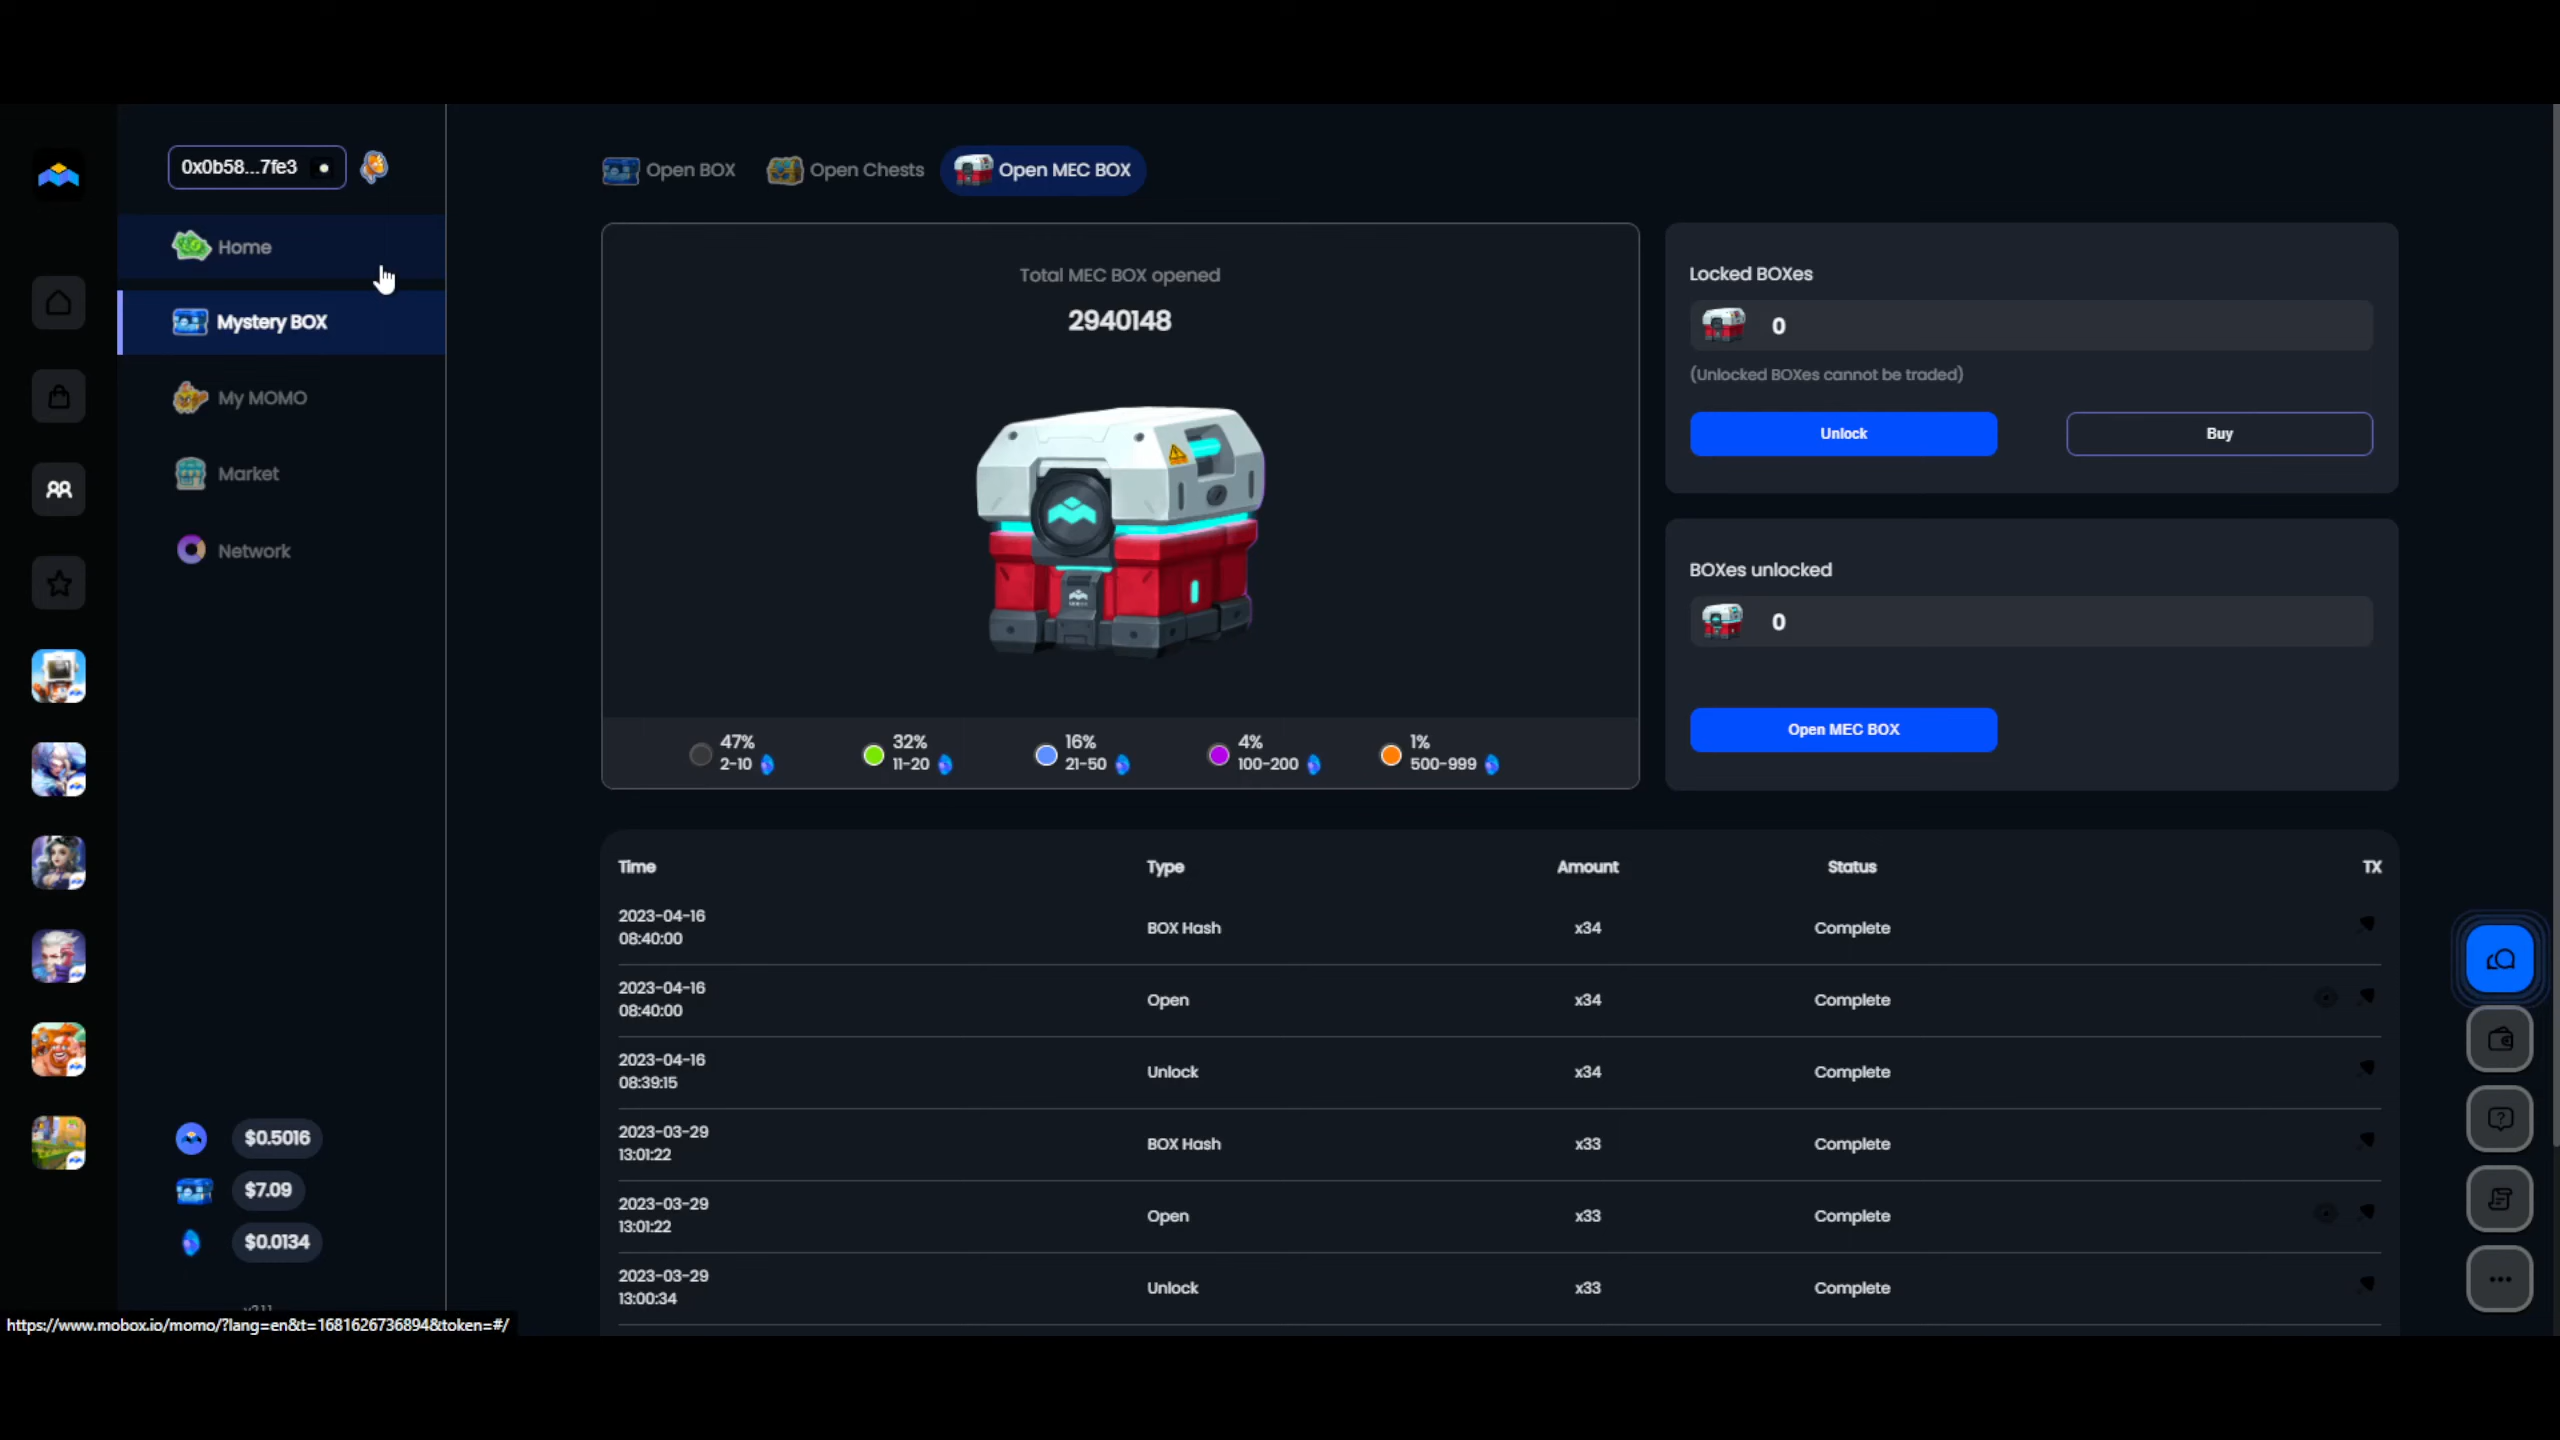 0x0b58...7fe3
Home
Mystery BOX
My MOMO
Market
Network
$0.5016
$7.09
$0.0134
https://www.mobox.io/momo/?lang=en&t=1681626736894&token=#/
Open BOX
Open Chests
Open MEC BOX
Total MEC BOX opened
2940148
47%
2-10
32%
11-20
16%
21-50
4%
100-200
1%
500-999
Locked BOXes
0
(Unlocked BOXes cannot be traded)
Unlock
Buy
BOXes unlocked
0
Open MEC BOX
Time Type Amount Status TX
2023-04-16
08:40:00
BOX Hash x34 Complete
2023-04-16
08:40:00
Open x34 Complete
2023-04-16
08:39:15
Unlock x34 Complete
2023-03-29
13:01:22
BOX Hash x33 Complete
2023-03-29
13:01:22
Open x33 Complete
2023-03-29
13:00:34
Unlock x33 Complete